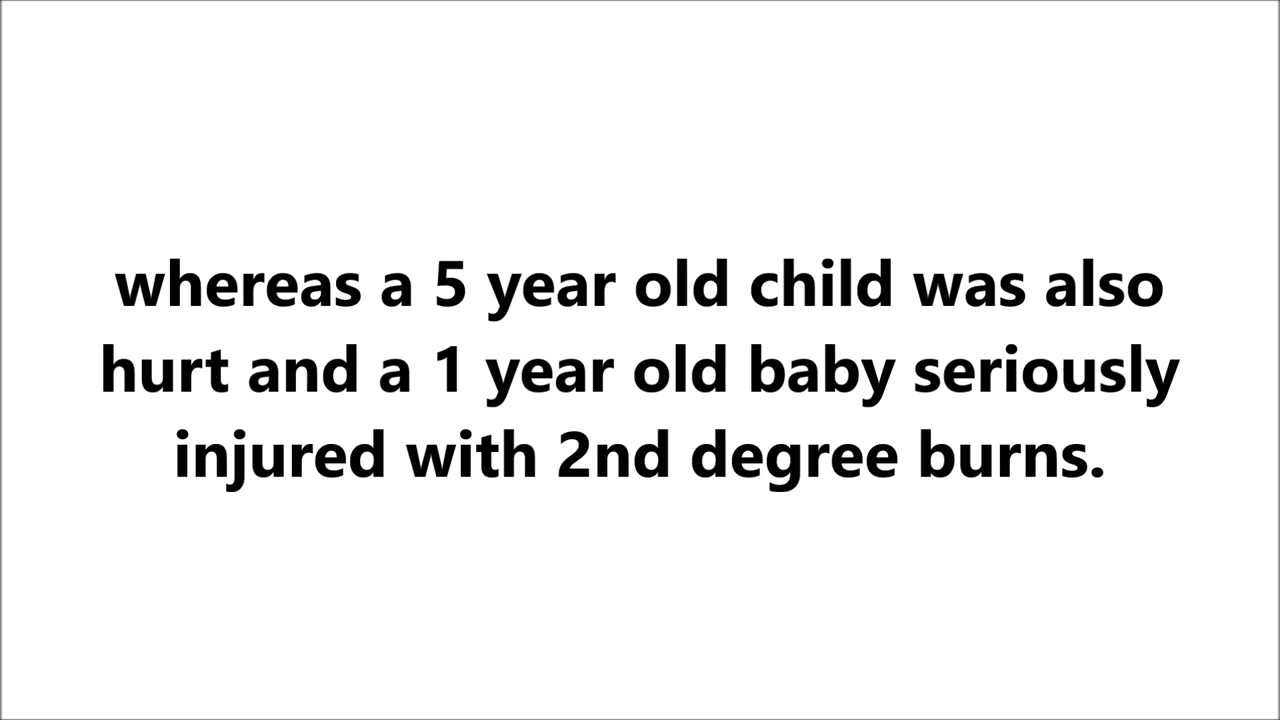 whereas a 5 year old child was also
hurt and a 1 year old baby seriously
injured with 2nd degree burns.